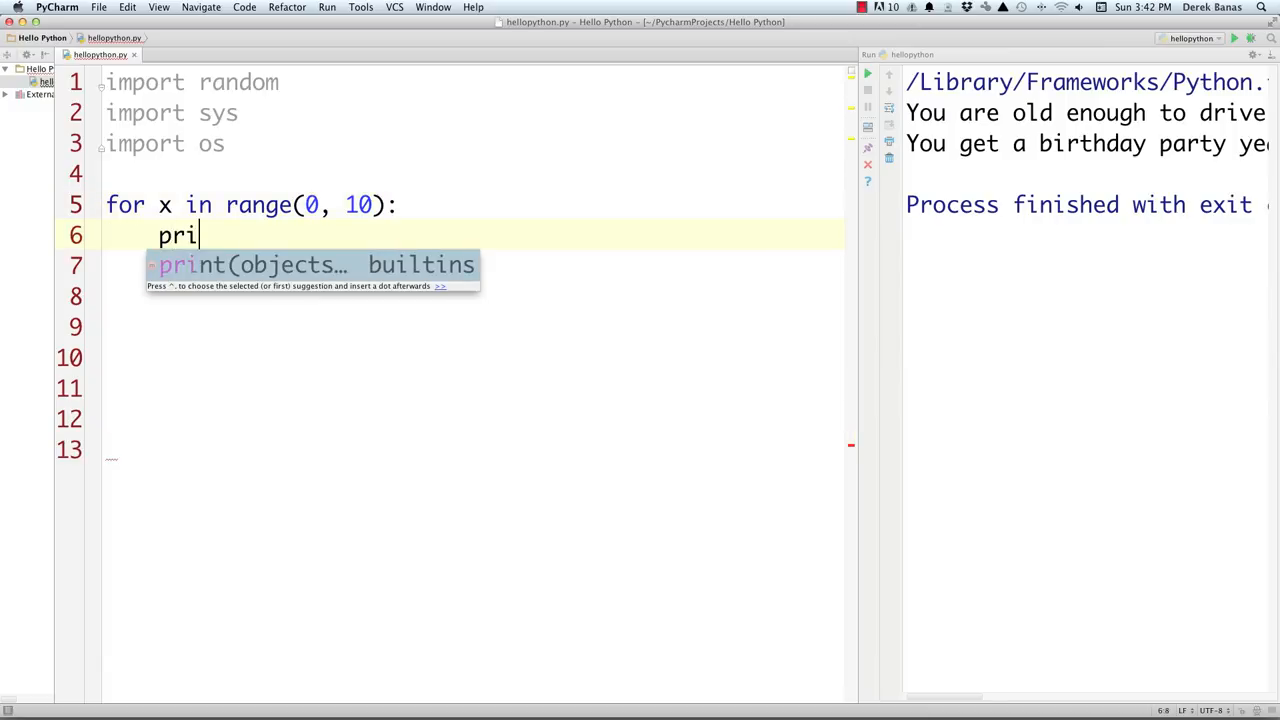 PyCharm File Edit View Navigate Code Refactor Run Tools VCS Window Help 10 Sun 3:42 PM Derek Banas
hellopython.py - Hello Python - [~/PycharmProjects/Hello Python]
Hello Python hellopython.py hellopython
hellopython.py Run hellopython
Hello P
hell
Externa
1 import random
2 import sys
3 import os
4
5 for x in range(0, 10):
6 pri
7
8
9
10
11
12
13
print(objects… builtins
Press ^. to choose the selected (or first) suggestion and insert a dot afterwards >>
/Library/Frameworks/Python.
You are old enough to drive
You get a birthday party ye
Process finished with exit
6:8 LF UTF-8